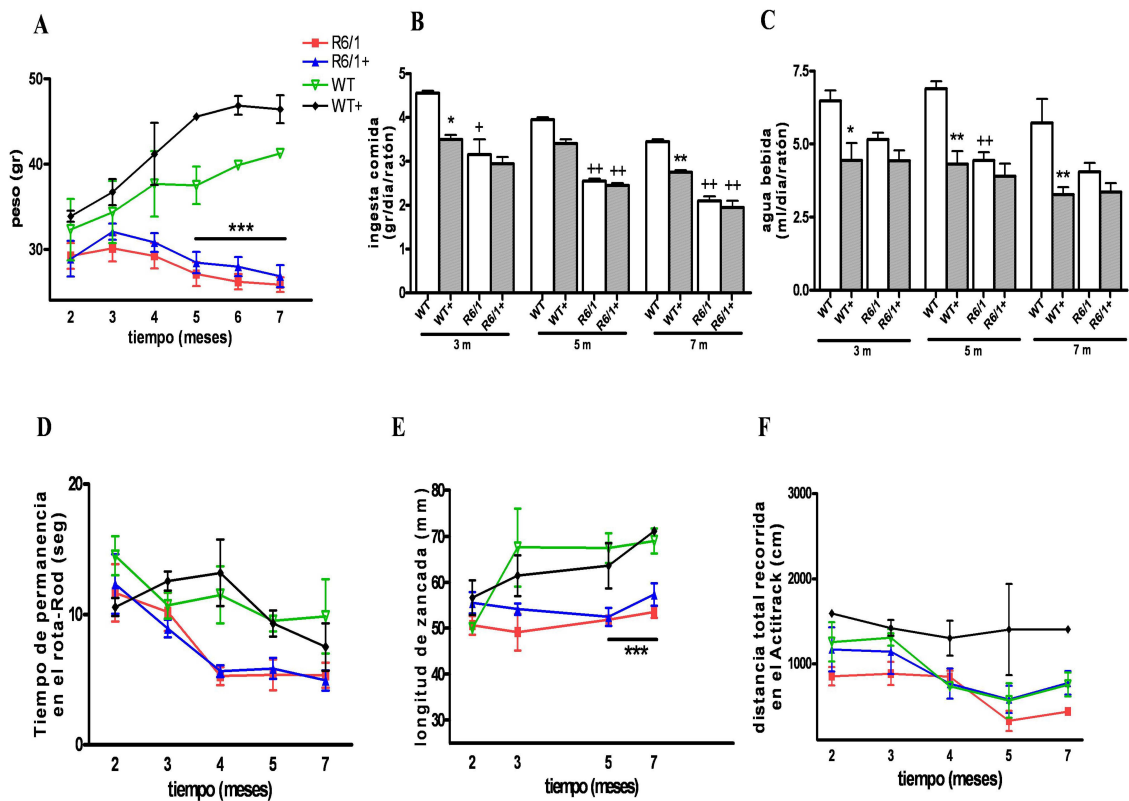 A
R6/1
R6/1+
WT
WT+
peso (gr)
50
40
30
***
2 3 4 5 6 7
tiempo (meses)
B
ingesta comida
(gr/día/ratón)
5
4
3
2
1
0
* + ++ ++ ** ++ ++
WT WT+ R6/1 R6/1+ WT WT+ R6/1 R6/1+ WT WT+ R6/1 R6/1+
3 m 5 m 7 m
C
agua bebida
(ml/día/ratón)
7.5
5.0
2.5
0.0
* ** ++ **
WT WT+ R6/1 R6/1+ WT WT+ R6/1 R6/1+ WT WT+ R6/1 R6/1+
3 m 5 m 7 m
D
Tiempo de permanencia
en el rota-Rod (seg)
20
10
0
2 3 4 5 7
tiempo (meses)
E
longitud de zancada (mm)
80
70
60
50
40
30
***
2 3 5 7
tiempo (meses)
F
distancia total recorrida
en el Actitrack (cm)
3000
2000
1000
2 3 4 5 7
tiempo (meses)